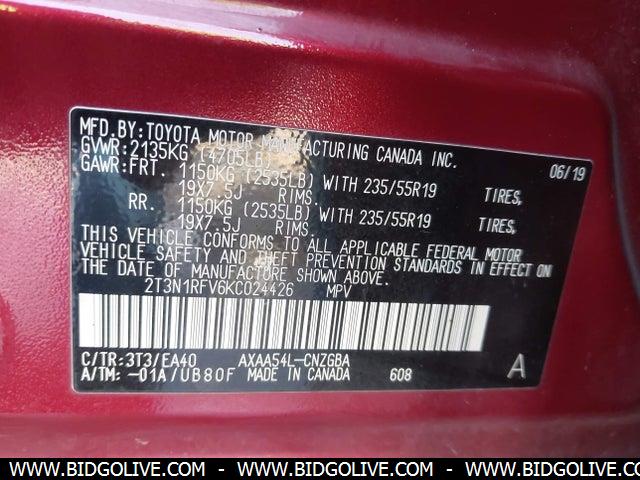 MFD.BY:TOYOTA MOTOR MANUFACTURING CANADA INC.
GVWR:2135KG (4705LB) 06/19
GAWR:FRT. 1150KG (2535LB) WITH 235/55R19 TIRES,
19X7.5J RIMS
RR. 1150KG (2535LB) WITH 235/55R19 TIRES,
19X7.5J RIMS
THIS VEHICLE CONFORMS TO ALL APPLICABLE FEDERAL MOTOR
VEHICLE SAFETY AND THEFT PREVENTION STANDARDS IN EFFECT ON
THE DATE OF MANUFACTURE SHOWN ABOVE.
2T3N1RFV6KC024426 MPV
C/TR:3T3/EA40 AXAA54L-CNZGBA
A/TM:-01A/UB80F MADE IN CANADA 608 A
WWW.BIDGOLIVE.COM - WWW.BIDGOLIVE.COM - WWW.BIDGOLIVE.COM